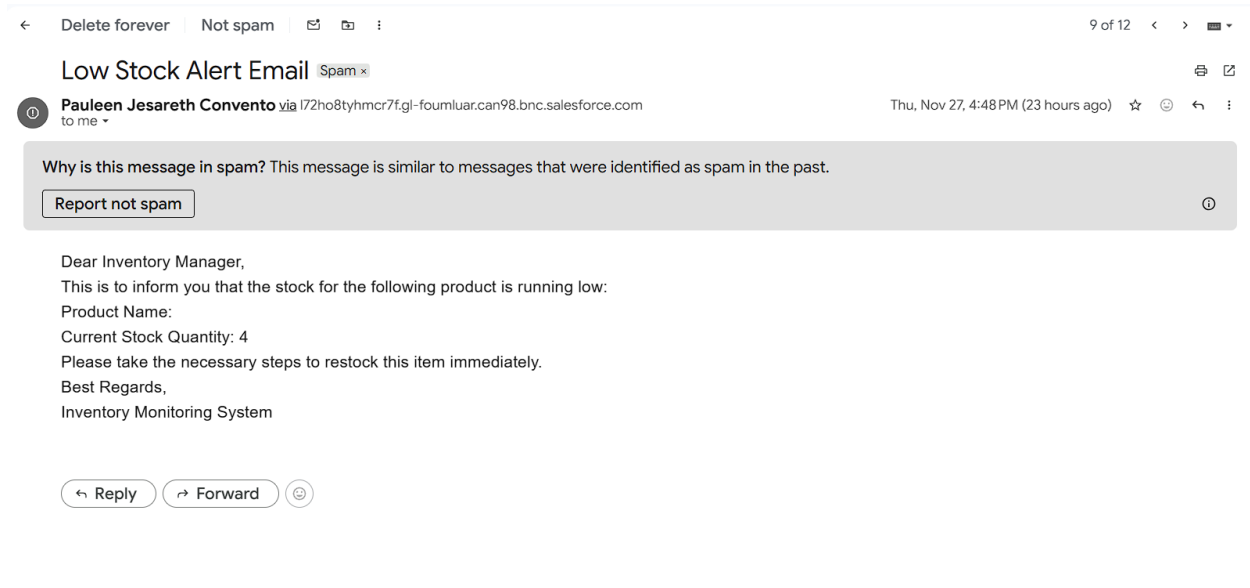 Delete forever Not spam 9 of 12
Low Stock Alert Email Spam ×
Pauleen Jesareth Convento via l72ho8tyhmcr7f.gl-foumluar.can98.bnc.salesforce.com Thu, Nov 27, 4:48 PM (23 hours ago)
to me
Why is this message in spam? This message is similar to messages that were identified as spam in the past.
Report not spam
Dear Inventory Manager,
This is to inform you that the stock for the following product is running low:
Product Name:
Current Stock Quantity: 4
Please take the necessary steps to restock this item immediately.
Best Regards,
Inventory Monitoring System
Reply Forward